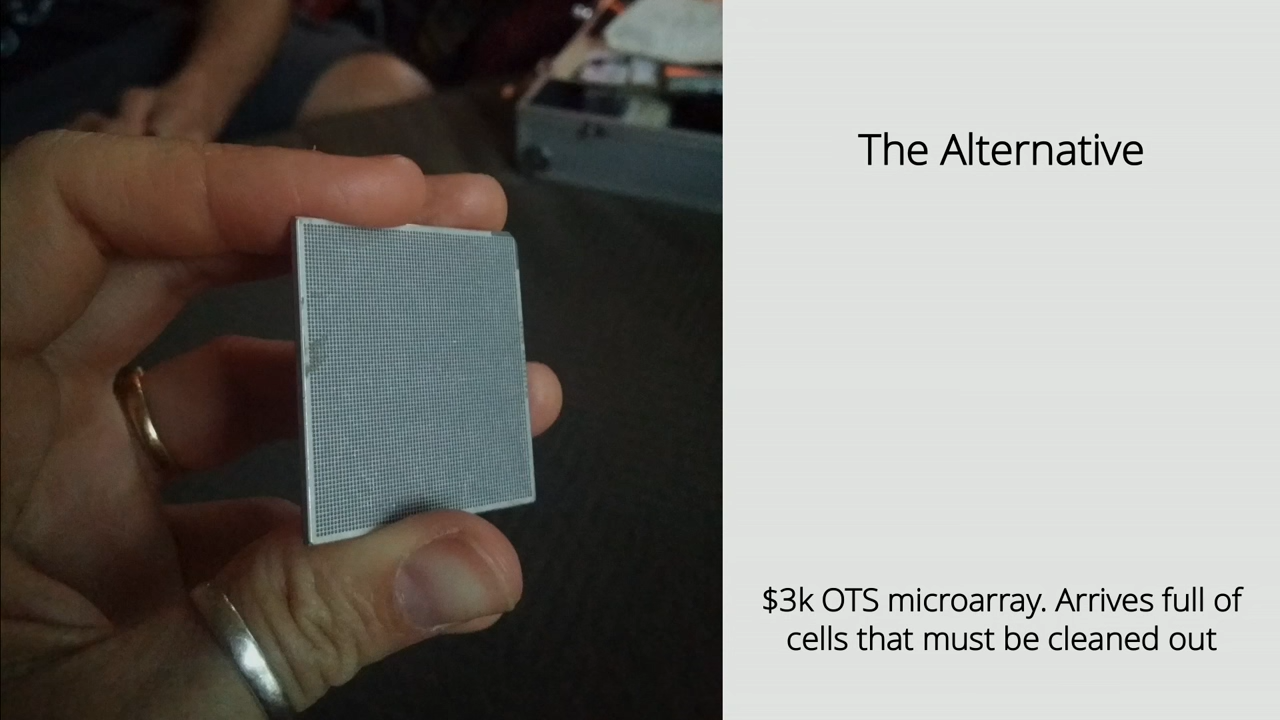 The Alternative
$3k OTS microarray. Arrives full of
cells that must be cleaned out